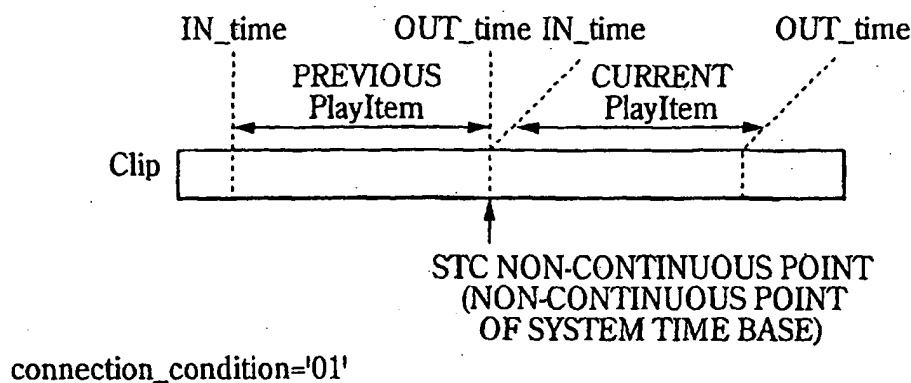 IN_time OUT_time IN_time OUT_time
PREVIOUS
PlayItem
CURRENT
PlayItem
Clip
STC NON-CONTINUOUS POINT
(NON-CONTINUOUS POINT
OF SYSTEM TIME BASE)
connection_condition='01'